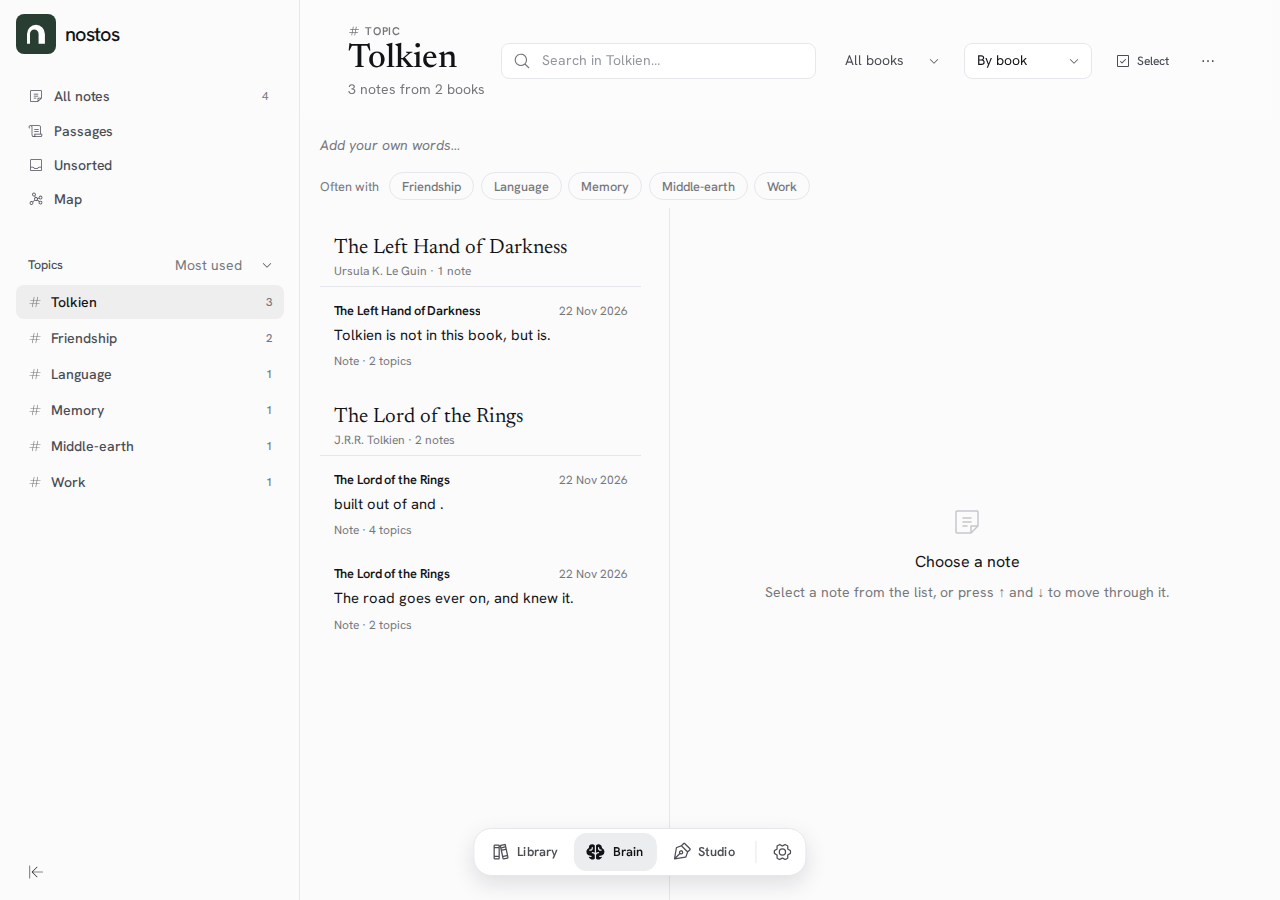 nostos
All notes 4
Passages
Unsorted
Map
Topics Most used
# Tolkien 3
# Friendship 2
# Language 1
# Memory 1
# Middle-earth 1
# Work 1
# TOPIC
Tolkien
3 notes from 2 books
Search in Tolkien...
All books
By book
Select
...
Add your own words...
Often with Friendship Language Memory Middle-earth Work
The Left Hand of Darkness
Ursula K. Le Guin · 1 note
The Left Hand of Darkness 22 Nov 2026
Tolkien is not in this book, but is.
Note · 2 topics
The Lord of the Rings
J.R.R. Tolkien · 2 notes
The Lord of the Rings 22 Nov 2026
built out of and .
Note · 4 topics
The Lord of the Rings 22 Nov 2026
The road goes ever on, and knew it.
Note · 2 topics
Choose a note
Select a note from the list, or press ↑ and ↓ to move through it.
Library Brain Studio